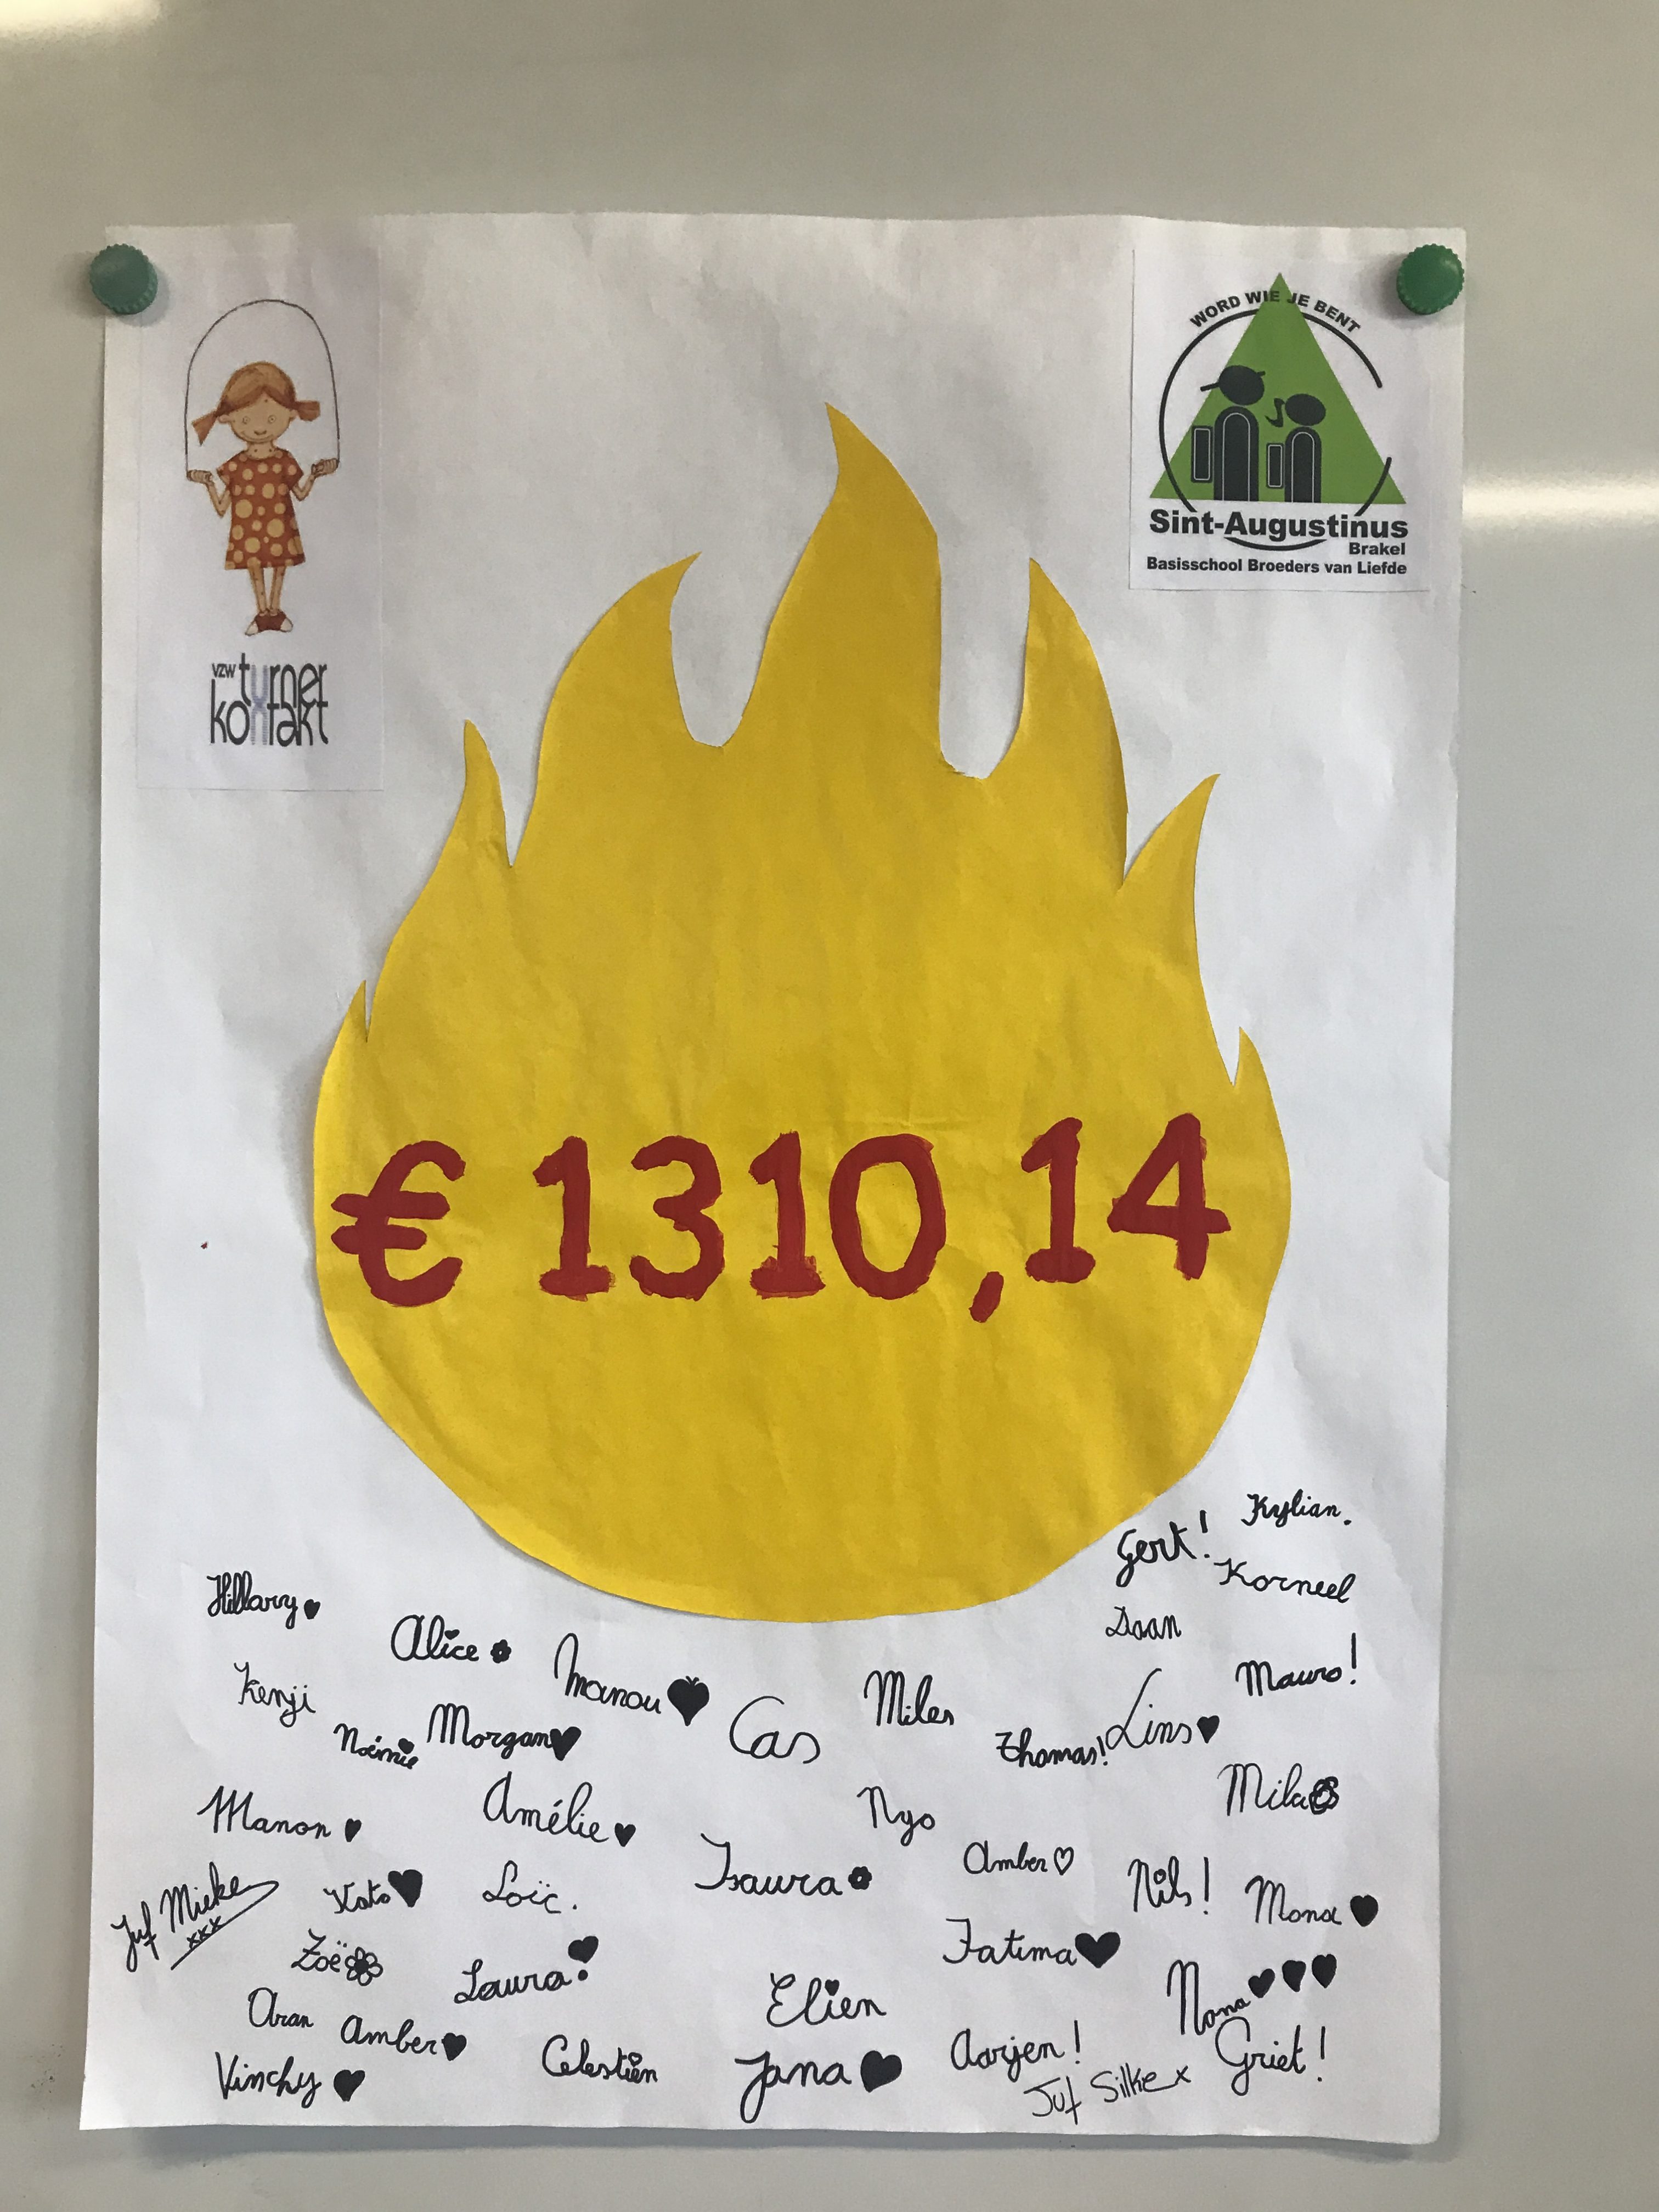 WORD WIE JE BENT
Sint-Augustinus
Brakel
Basisschool Broeders van Liefde
vzw turner
kontakt
€ 1310,14
Kylian.
Gert!
Korneel
Hillary
Daan
Alice
Mauro!
Kenji
Manou
Miles
Noémie
Morgan
Cas
Thomas!
Lins
Mila
Manon
Amélie
Nyo
Amber
Isaura
Nils!
Mona
Juf Mieke
xxx
Kato
Loïc.
Fatima
Zoë
Laura!
Nona
Elien
Aran
Amber
Celestien
Aarjen!
Griet!
Vinchy
Jana
Juf Silke x